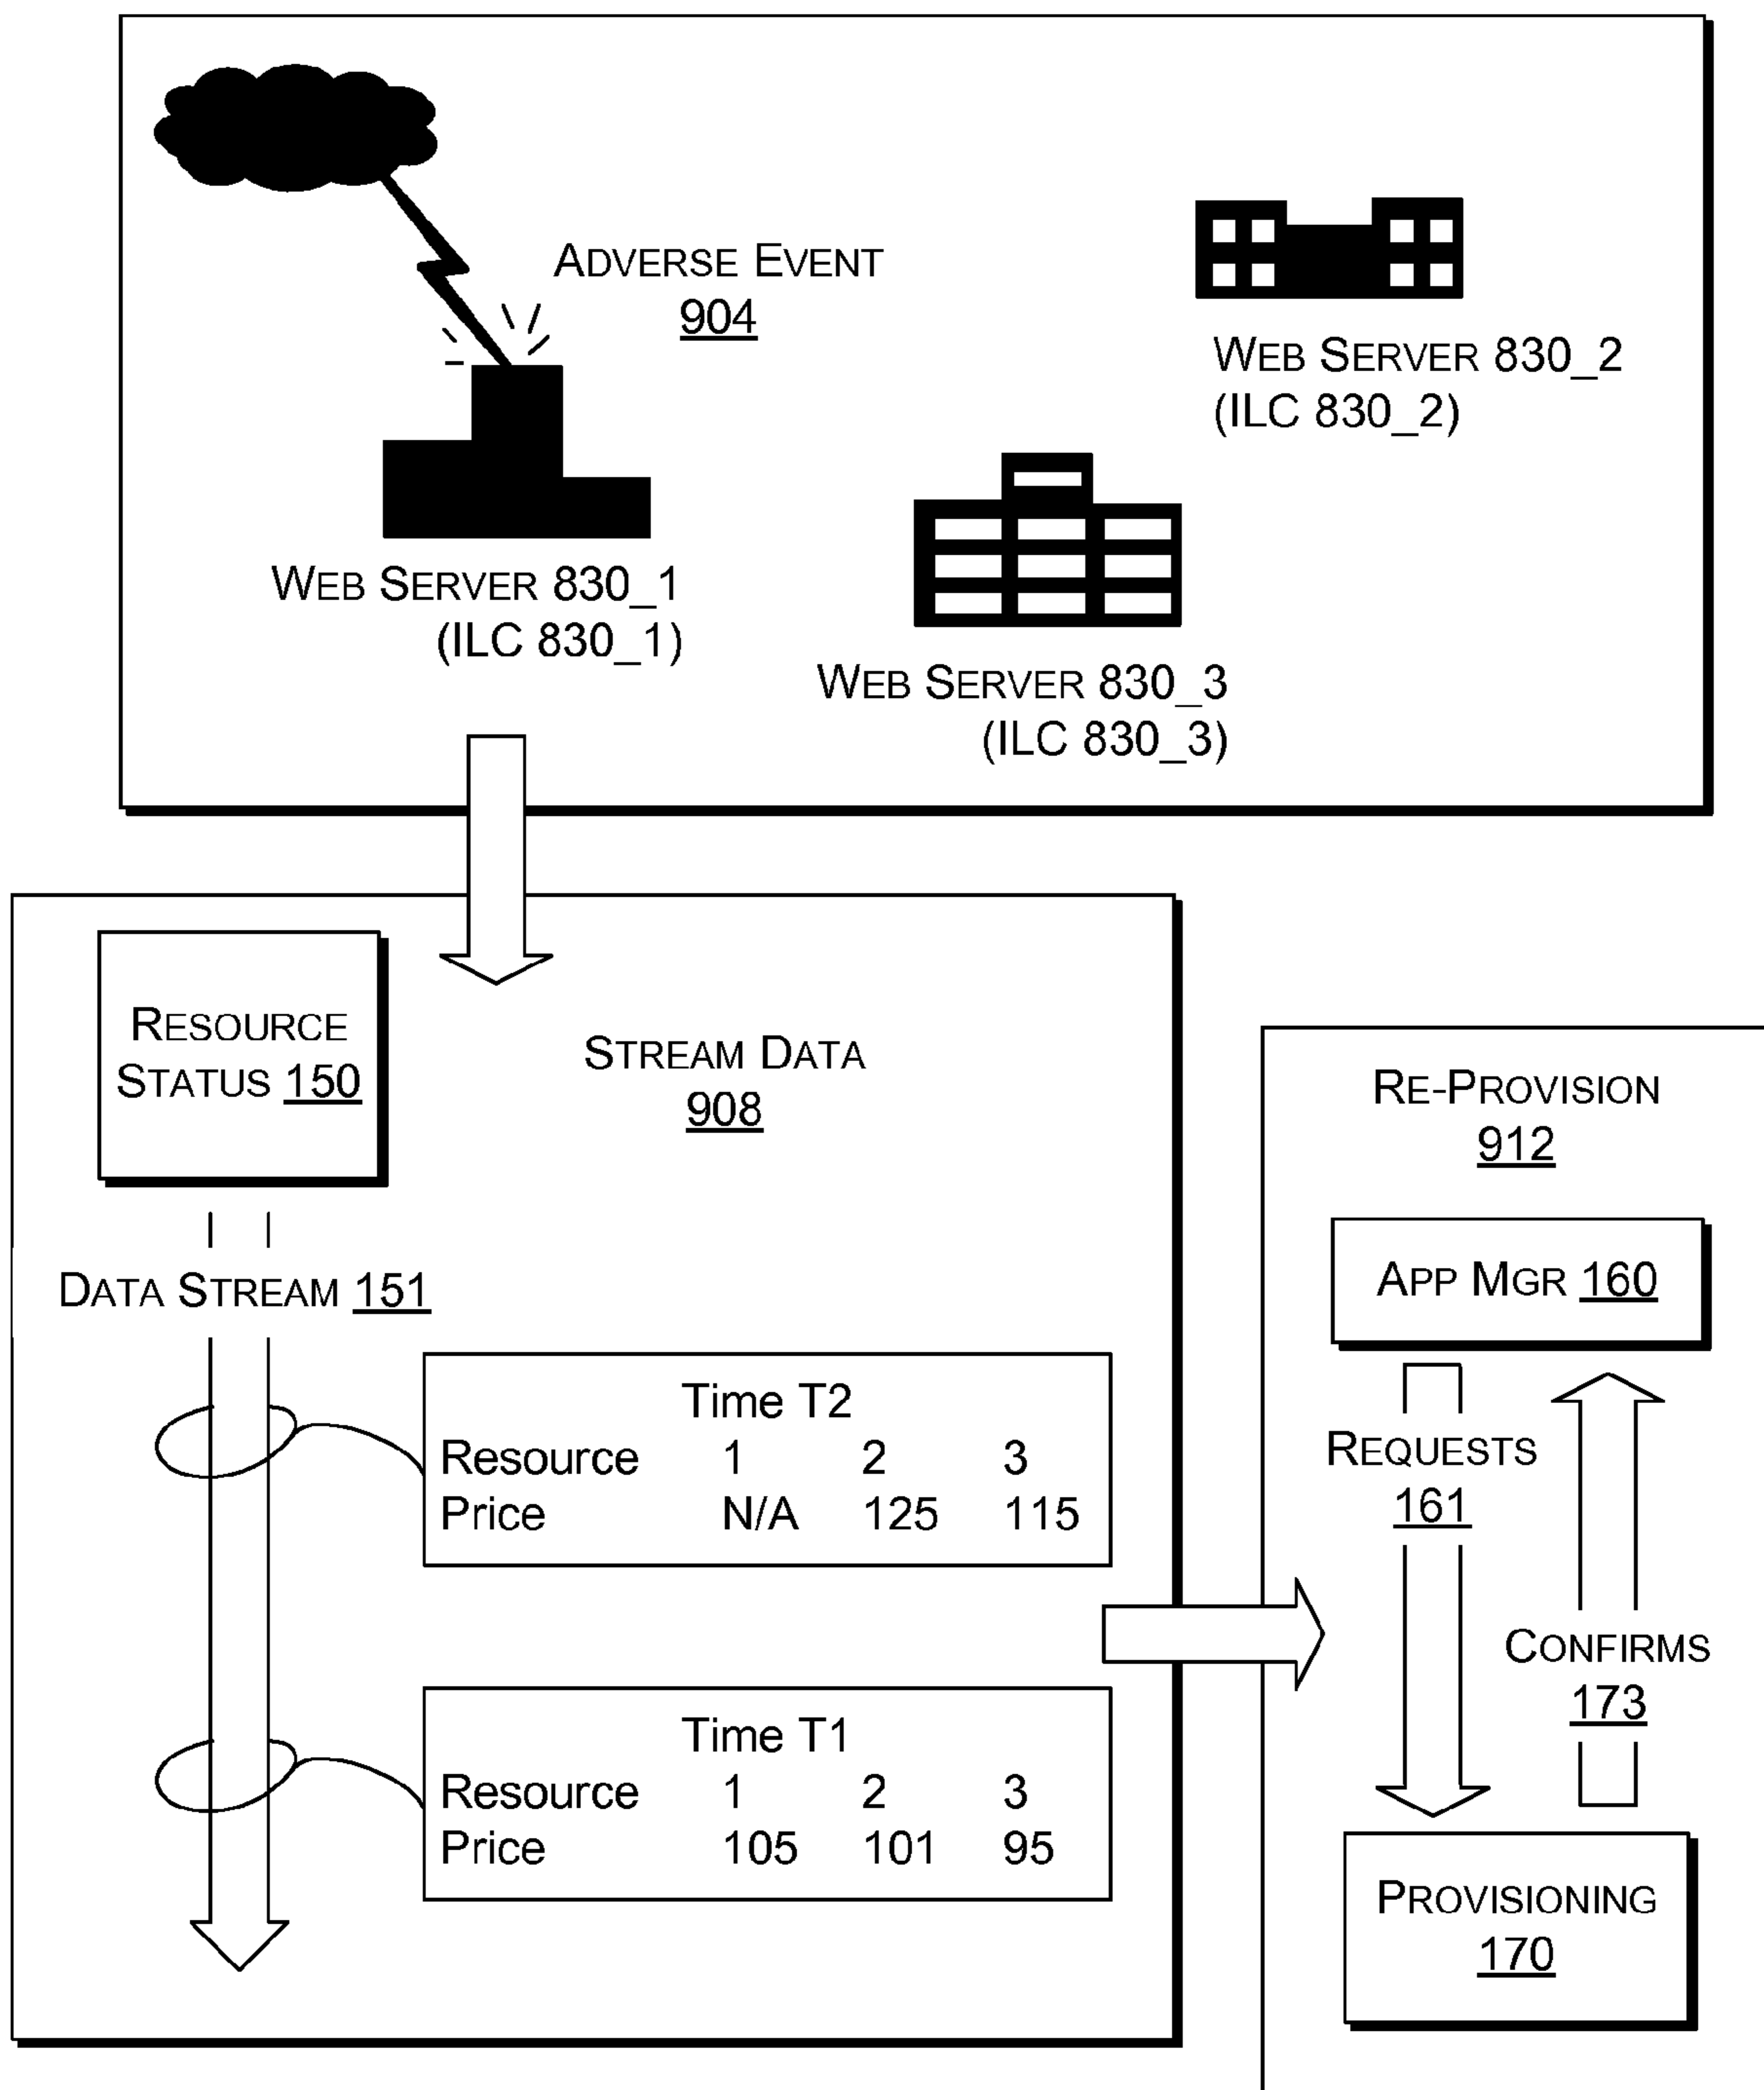 ADVERSE EVENT
904
WEB SERVER 830_2
(ILC 830_2)
WEB SERVER 830_1
(ILC 830_1)
WEB SERVER 830_3
(ILC 830_3)
RESOURCE
STATUS 150
STREAM DATA
908
DATA STREAM 151
Time T2
Resource 1 2 3
Price N/A 125 115
Time T1
Resource 1 2 3
Price 105 101 95
RE-PROVISION
912
APP MGR 160
REQUESTS
161
CONFIRMS
173
PROVISIONING
170